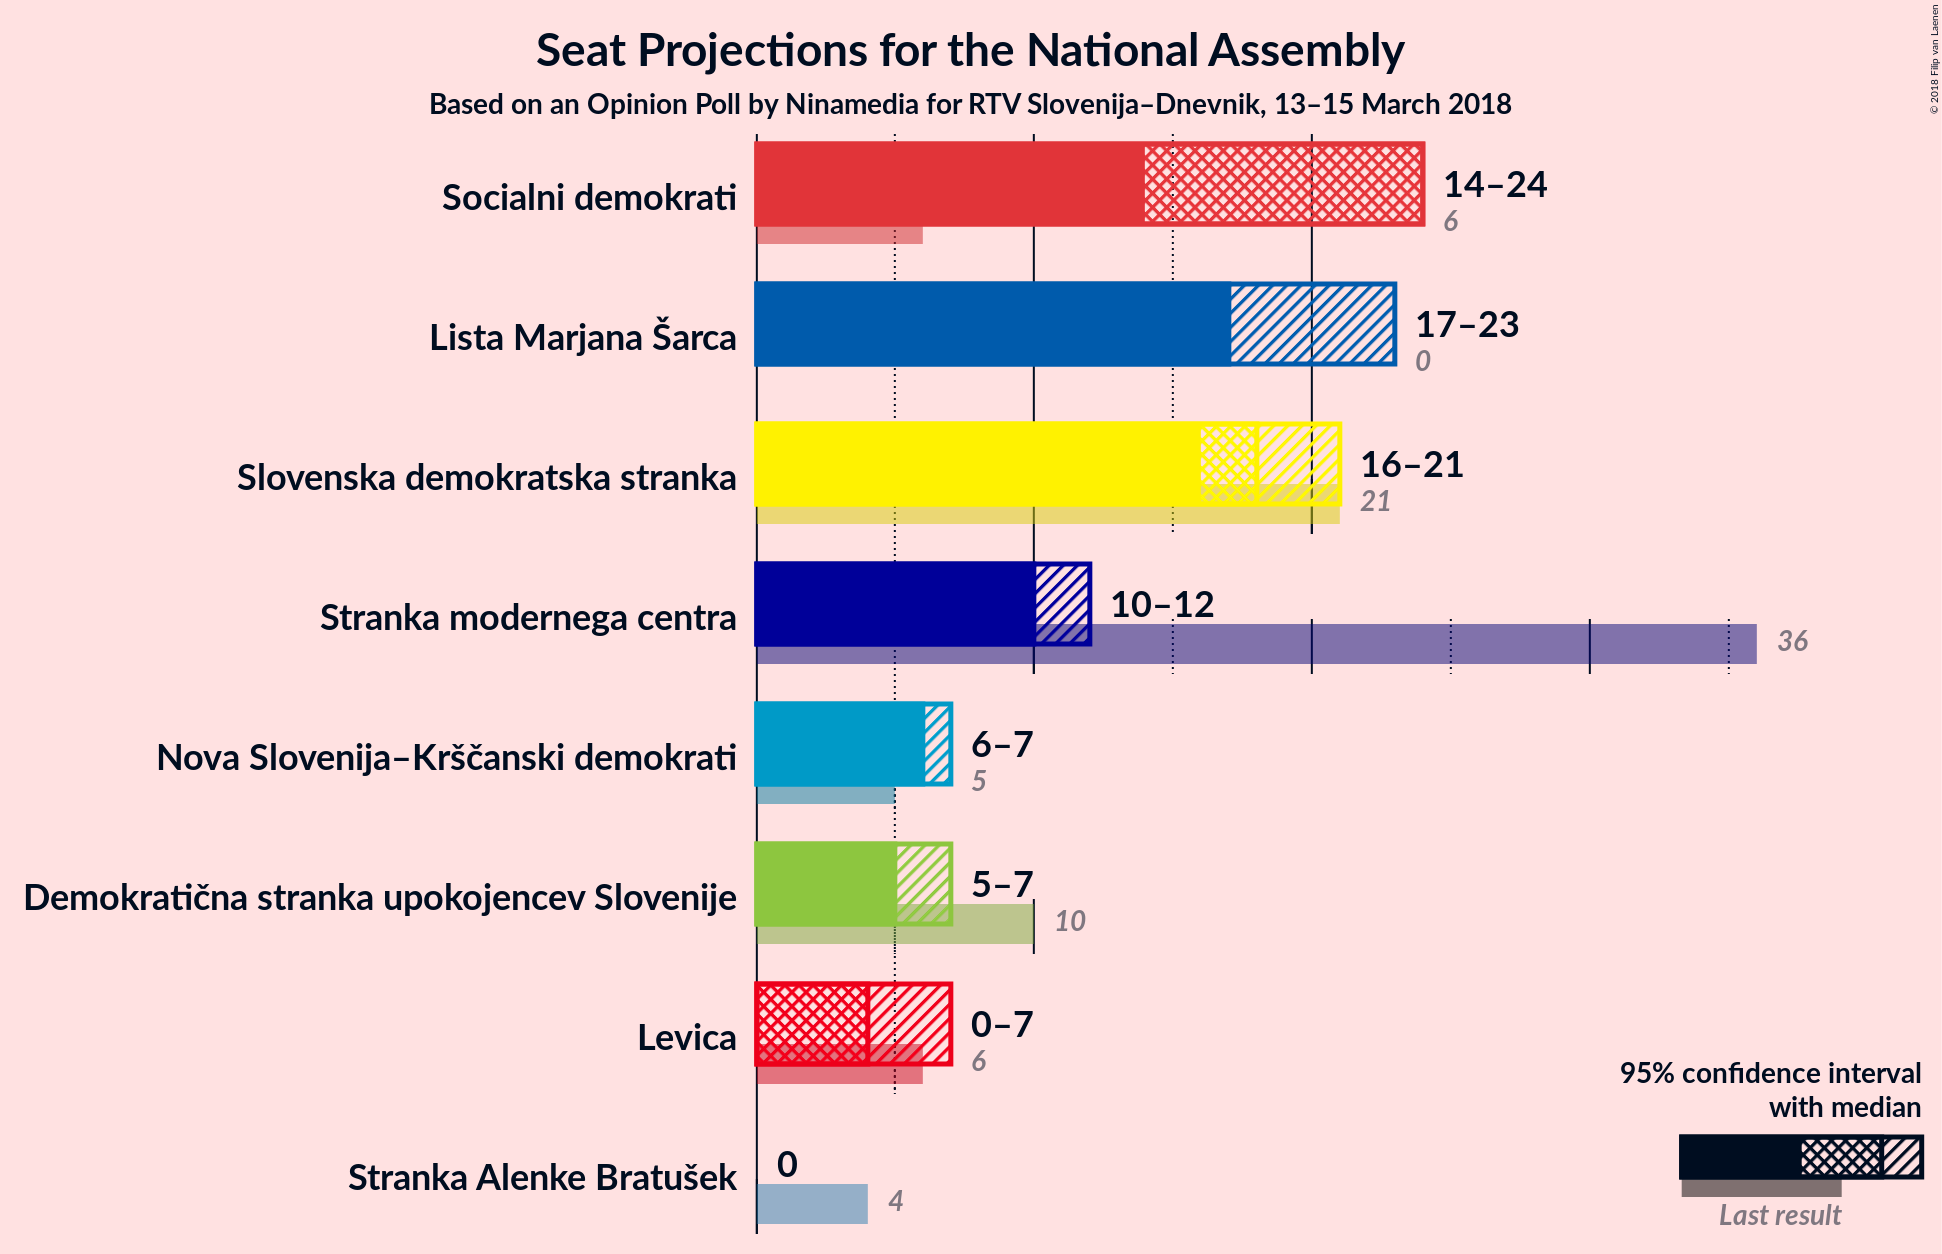 Seat Projections for the National Assembly
Based on an Opinion Poll by Ninamedia for RTV Slovenija–Dnevnik, 13–15 March 2018
© 2018 Filip van Laenen
Socialni demokrati
14–24
6
Lista Marjana Šarca
17–23
0
Slovenska demokratska stranka
16–21
21
Stranka modernega centra
10–12
36
Nova Slovenija–Krščanski demokrati
6–7
5
Demokratična stranka upokojencev Slovenije
5–7
10
Levica
0–7
6
Stranka Alenke Bratušek
0
4
95% confidence interval
with median
Last result